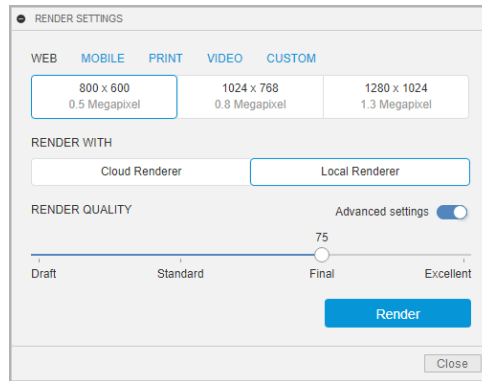 RENDER SETTINGS
WEB MOBILE PRINT VIDEO CUSTOM
800 x 600 1024 x 768 1280 x 1024
0.5 Megapixel 0.8 Megapixel 1.3 Megapixel
RENDER WITH
Cloud Renderer Local Renderer
RENDER QUALITY Advanced settings
75
Draft Standard Final Excellent
Render
Close